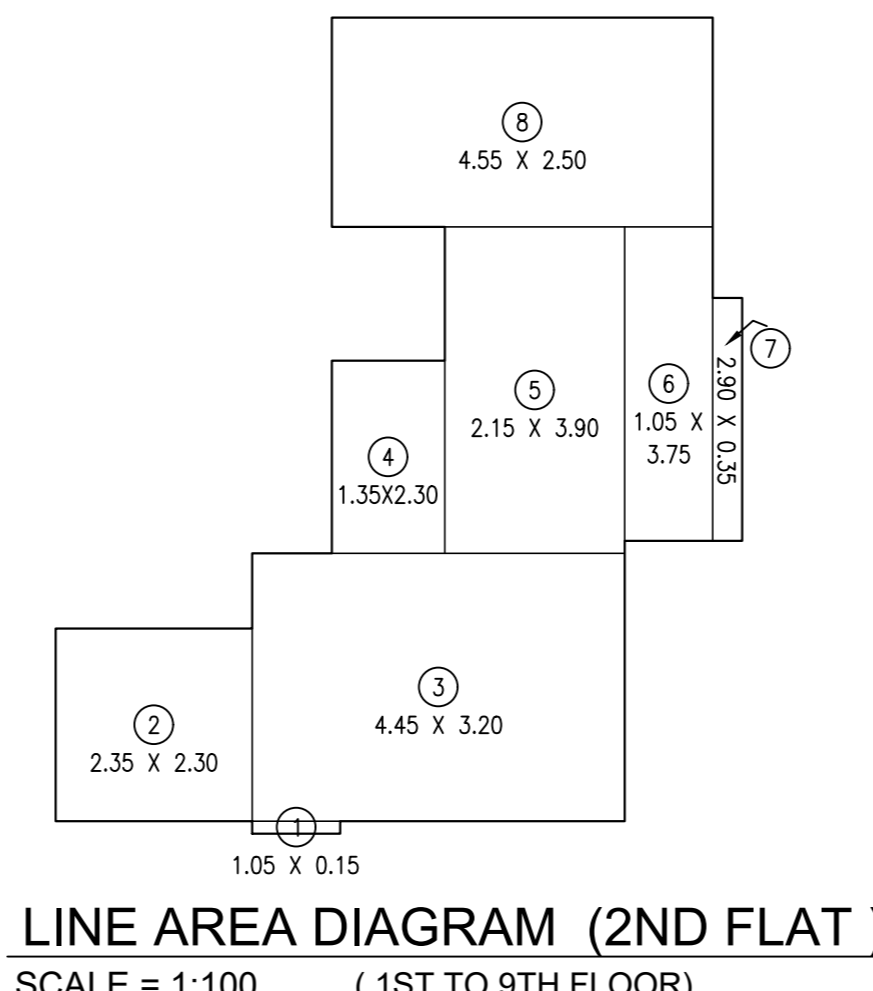 8
4.55 X 2.50
7
2.90 X 0.35
6
1.05 X
3.75
5
2.15 X 3.90
4
1.35X2.30
3
4.45 X 3.20
2
2.35 X 2.30
1
1.05 X 0.15
LINE AREA DIAGRAM (2ND FLAT )
SCALE = 1:100 ( 1ST TO 9TH FLOOR)